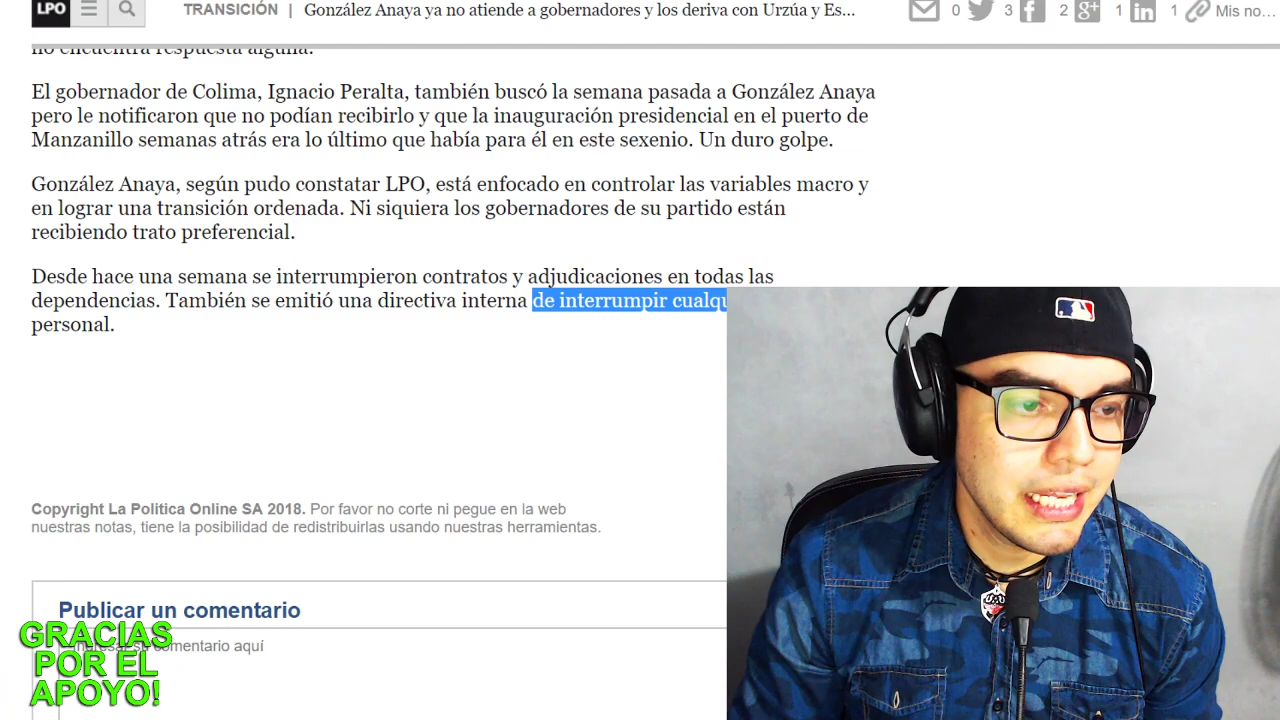 LPO
TRANSICIÓN | González Anaya ya no atiende a gobernadores y los deriva con Urzúa y Es...
0 3 2 1 1 Mis no...
no encuentra respuesta alguna.
El gobernador de Colima, Ignacio Peralta, también buscó la semana pasada a González Anaya
pero le notificaron que no podían recibirlo y que la inauguración presidencial en el puerto de
Manzanillo semanas atrás era lo último que había para él en este sexenio. Un duro golpe.
González Anaya, según pudo constatar LPO, está enfocado en controlar las variables macro y
en lograr una transición ordenada. Ni siquiera los gobernadores de su partido están
recibiendo trato preferencial.
Desde hace una semana se interrumpieron contratos y adjudicaciones en todas las
dependencias. También se emitió una directiva interna de interrumpir cualqu
personal.
Copyright La Politica Online SA 2018. Por favor no corte ni pegue en la web
nuestras notas, tiene la posibilidad de redistribuirlas usando nuestras herramientas.
Publicar un comentario
su comentario aquí
GRACIAS
POR EL
APOYO!